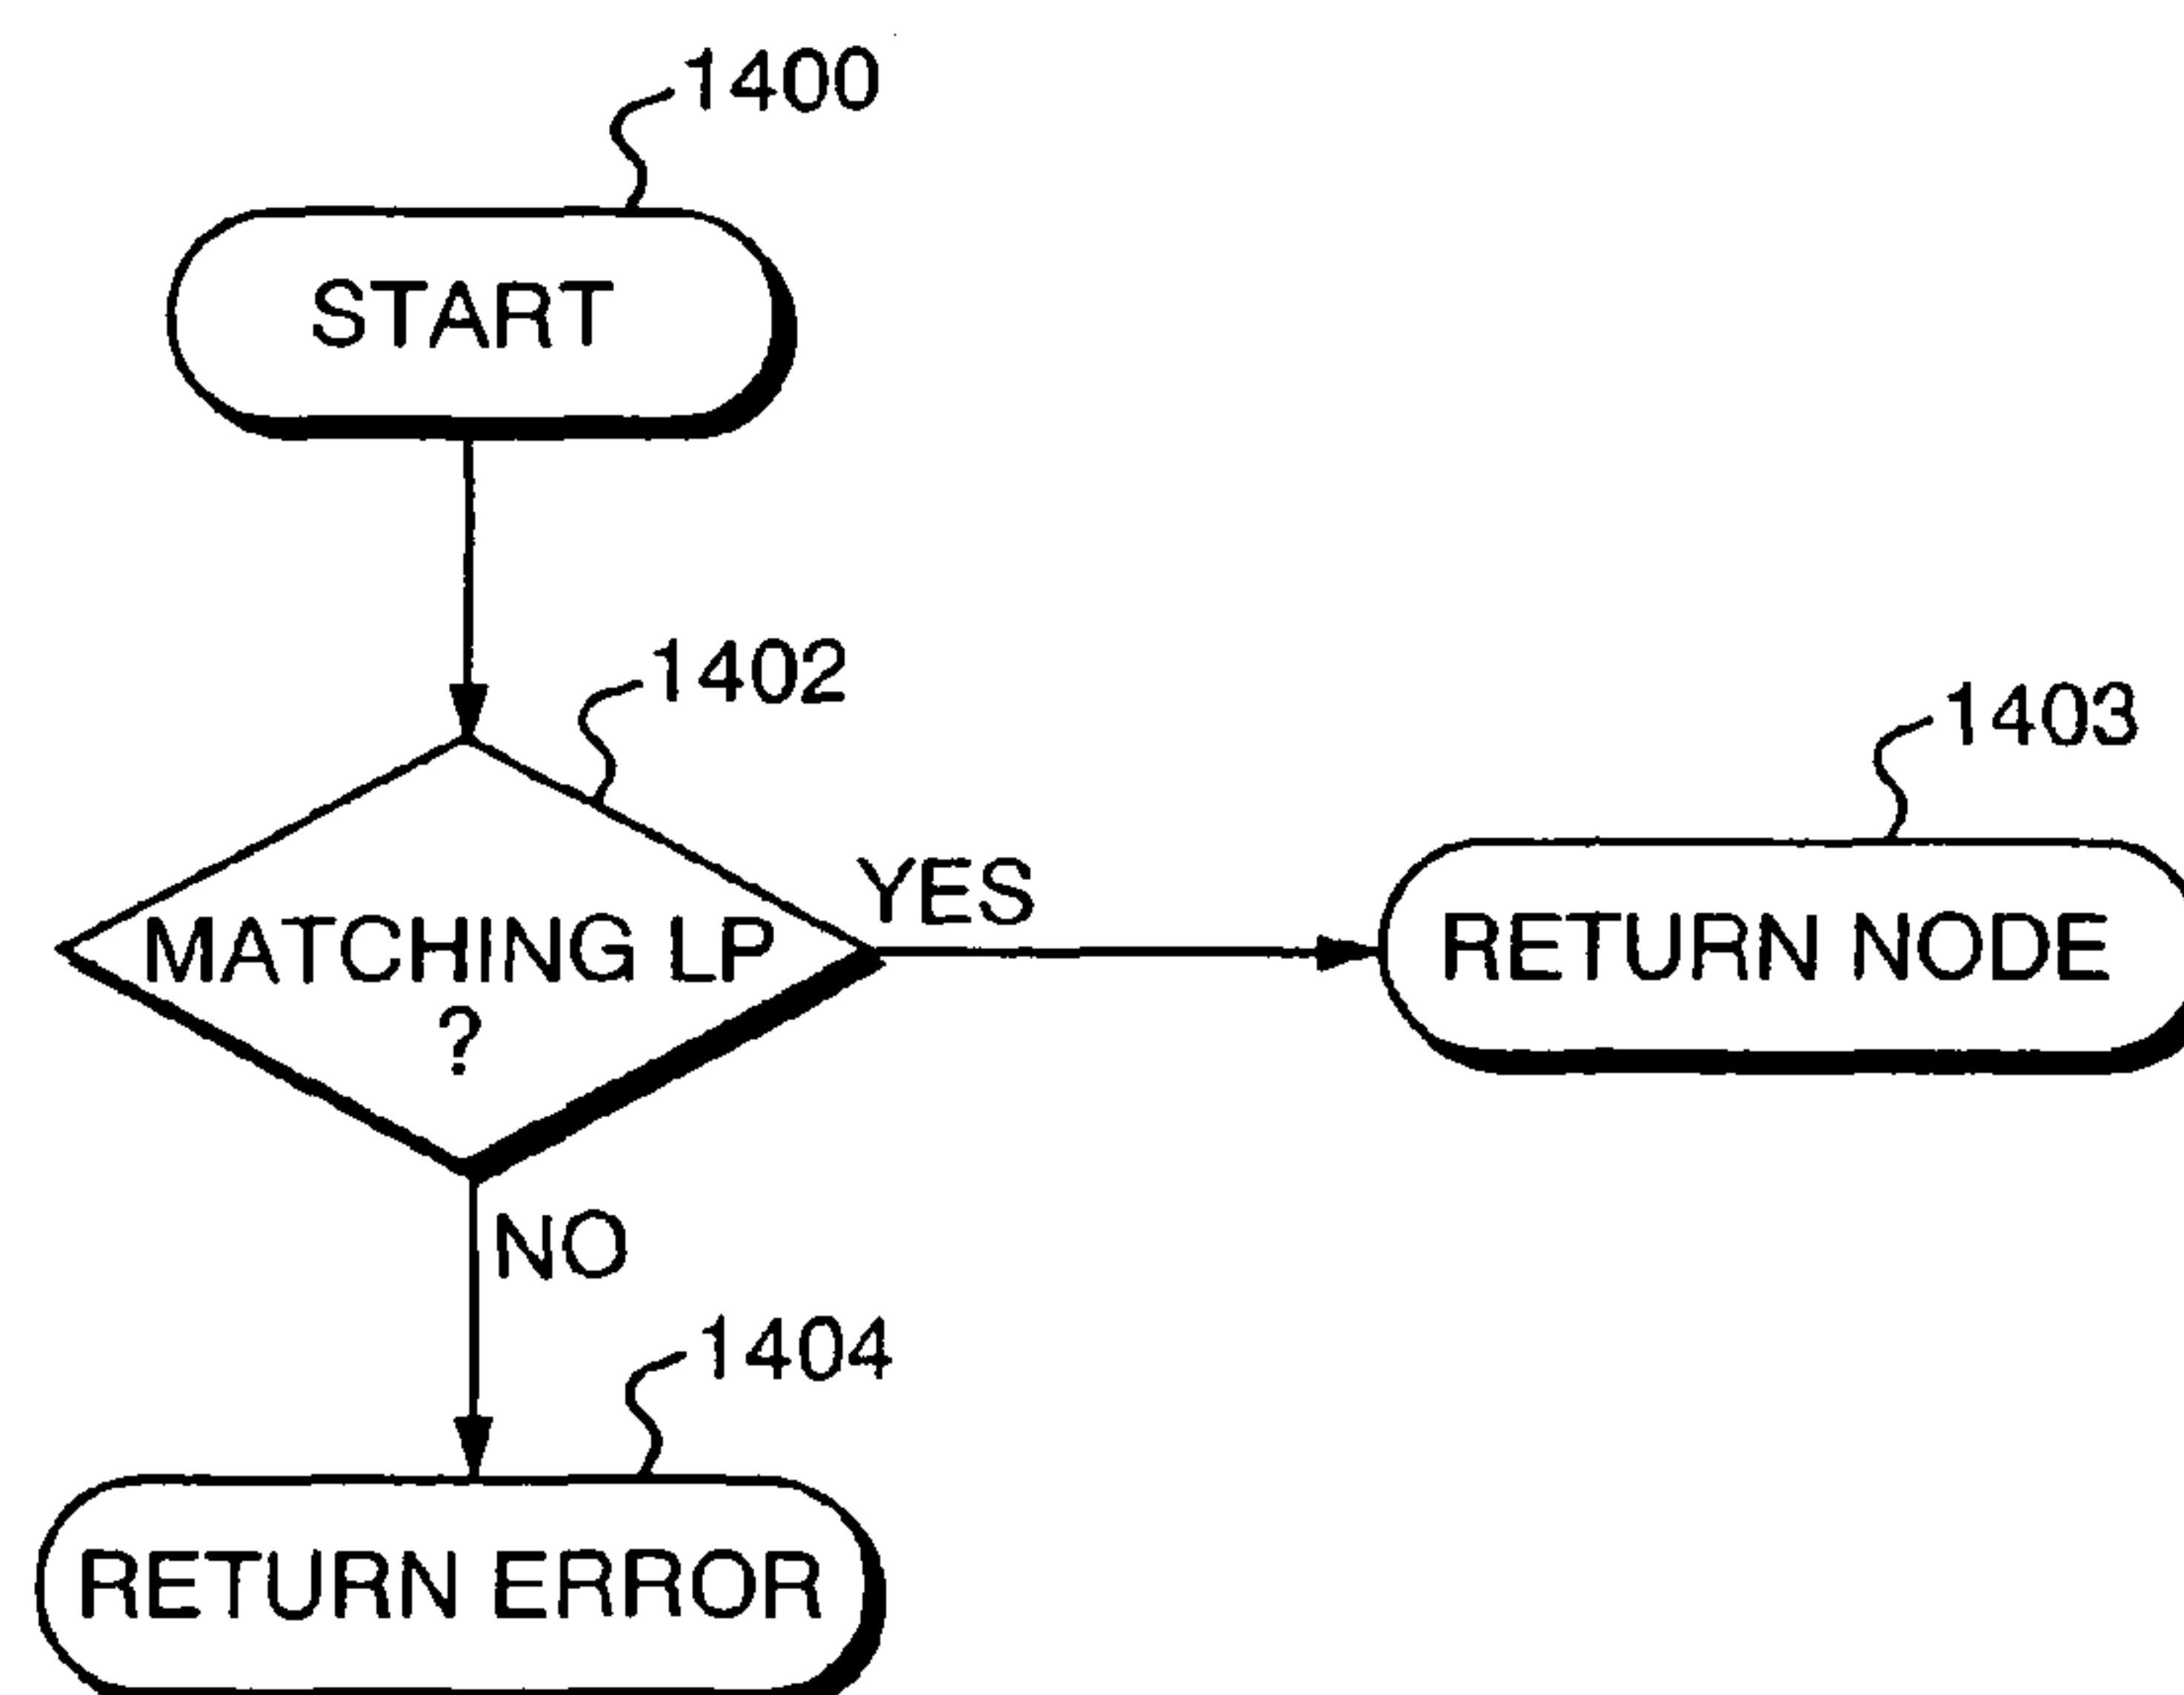 1400
START
1402
1403
YES
MATCHING LP
?
RETURN NODE
NO
1404
RETURN ERROR